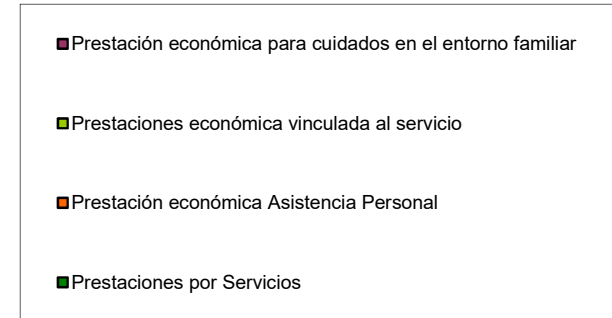 Prestación económica para cuidados en el entorno familiar
Prestaciones económica vinculada al servicio
Prestación económica Asistencia Personal
Prestaciones por Servicios